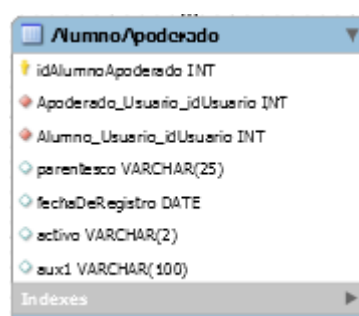 AlumnoApoderado
idAlumnoApoderado INT
Apoderado_Usuario_idUsuario INT
Alumno_Usuario_idUsuario INT
parentesco VARCHAR(25)
fechaDeRegistro DATE
activo VARCHAR(2)
aux1 VARCHAR(100)
Indexes